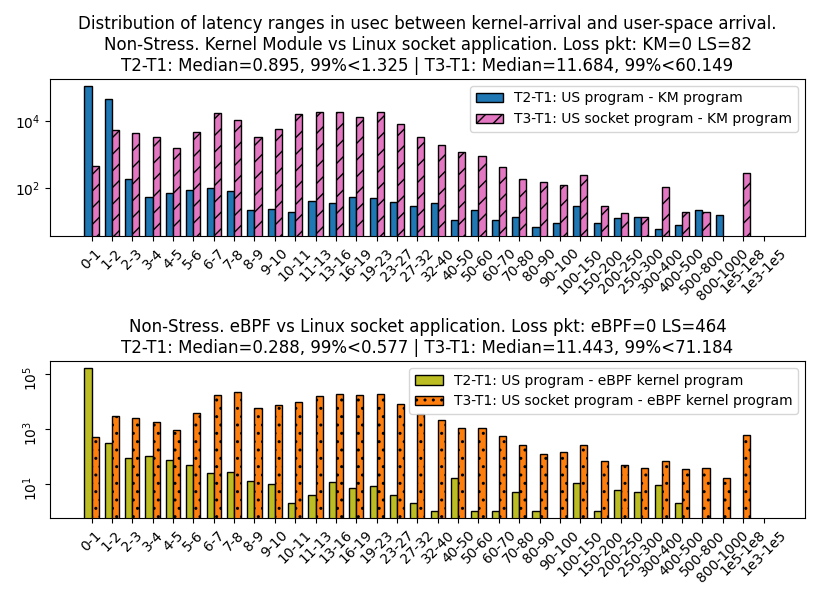 Distribution of latency ranges in usec between kernel-arrival and user-space arrival.
Non-Stress. Kernel Module vs Linux socket application. Loss pkt: KM=0 LS=82
T2-T1: Median=0.895, 99%<1.325 | T3-T1: Median=11.684, 99%<60.149
T2-T1: US program - KM program
T3-T1: US socket program - KM program
10^4
10^2
0-1 1-2 2-3 3-4 4-5 5-6 6-7 7-8 8-9 9-10 10-11 11-13 13-16 16-19 19-23 23-27 27-32 32-40 40-50 50-60 60-70 70-80 80-90 90-100 100-150 150-200 200-250 250-300 300-400 400-500 500-800 800-1000 1e5-1e8 1e3-1e5
Non-Stress. eBPF vs Linux socket application. Loss pkt: eBPF=0 LS=464
T2-T1: Median=0.288, 99%<0.577 | T3-T1: Median=11.443, 99%<71.184
T2-T1: US program - eBPF kernel program
T3-T1: US socket program - eBPF kernel program
10^5
10^3
10^1
0-1 1-2 2-3 3-4 4-5 5-6 6-7 7-8 8-9 9-10 10-11 11-13 13-16 16-19 19-23 23-27 27-32 32-40 40-50 50-60 60-70 70-80 80-90 90-100 100-150 150-200 200-250 250-300 300-400 400-500 500-800 800-1000 1e5-1e8 1e3-1e5